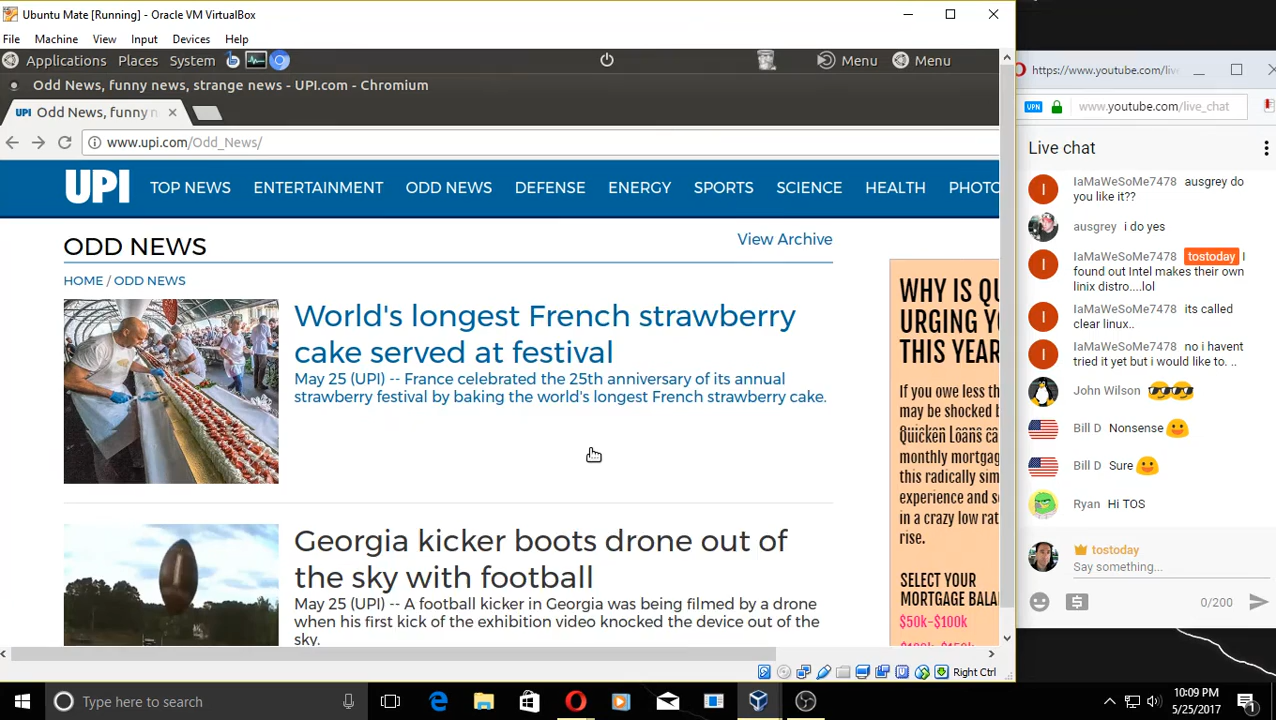 Ubuntu Mate [Running] - Oracle VM VirtualBox
File Machine View Input Devices Help
Applications Places System Menu Menu
Odd News, funny news, strange news - UPI.com - Chromium
UPI Odd News, funny n
www.upi.com/Odd_News/
UPI TOP NEWS ENTERTAINMENT ODD NEWS DEFENSE ENERGY SPORTS SCIENCE HEALTH PHOTO
ODD NEWS
View Archive
HOME / ODD NEWS
World's longest French strawberry
cake served at festival
May 25 (UPI) -- France celebrated the 25th anniversary of its annual
strawberry festival by baking the world's longest French strawberry cake.
Georgia kicker boots drone out of
the sky with football
May 25 (UPI) -- A football kicker in Georgia was being filmed by a drone
when his first kick of the exhibition video knocked the device out of the
sky.
WHY IS QU
URGING YO
THIS YEAR
If you owe less th
may be shocked b
Quicken Loans ca
monthly mortgag
this radically sim
experience and s
in a crazy low rat
rise.
SELECT YOUR
MORTGAGE BALA
$50k-$100k
Right Ctrl
https://www.youtube.com/liv
VPN www.youtube.com/live_chat
Live chat
IaMaWeSoMe7478 ausgrey do
you like it??
ausgrey i do yes
IaMaWeSoMe7478 tostoday I
found out Intel makes their own
linix distro....lol
IaMaWeSoMe7478 its called
clear linux..
IaMaWeSoMe7478 no i havent
tried it yet but i would like to. ..
John Wilson 😎😎
Bill D Nonsense 😛
Bill D Sure 😛
Ryan Hi TOS
tostoday
Say something...
0/200
Type here to search
10:09 PM
5/25/2017